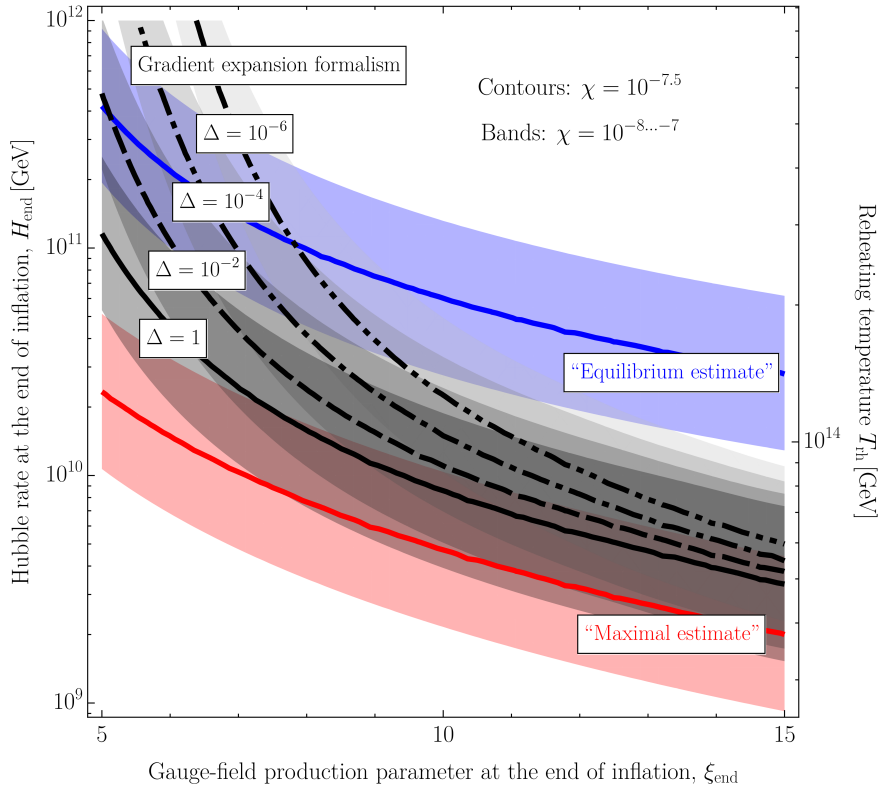 10¹²
10¹¹
10¹⁰
10⁹
Hubble rate at the end of inflation, H_end [GeV]
Gradient expansion formalism
Contours: χ = 10^−7.5
Bands: χ = 10^−8...−7
Δ = 10⁻⁶
Δ = 10⁻⁴
Δ = 10⁻²
Δ = 1
“Equilibrium estimate”
“Maximal estimate”
10¹⁴
Reheating temperature T_rh [GeV]
5
10
15
Gauge-field production parameter at the end of inflation, ξ_end